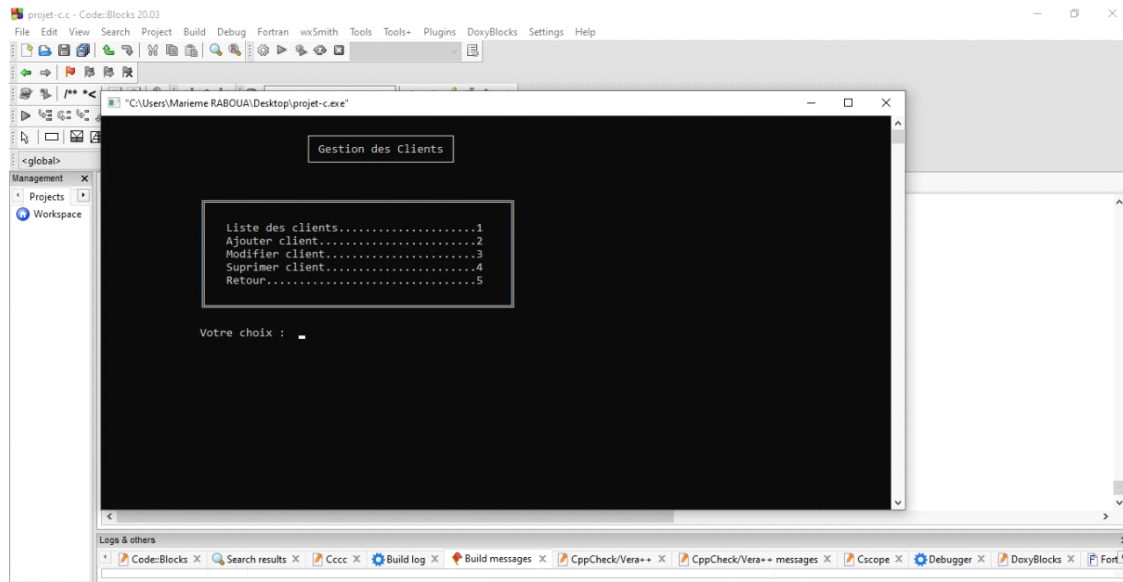 projet-c.c - Code::Blocks 20.03
File Edit View Search Project Build Debug Fortran wxSmith Tools Tools+ Plugins DoxyBlocks Settings Help
/** *<
"C:\Users\Marieme RABOUA\Desktop\projet-c.exe"
Gestion des Clients
<global>
Management X
Projects
Workspace
Liste des clients.....................1
Ajouter client........................2
Modifier client.......................3
Suprimer client.......................4
Retour................................5
Votre choix :
Logs & others
Code::Blocks X Search results X Cccc X Build log X Build messages X CppCheck/Vera++ X CppCheck/Vera++ messages X Cscope X Debugger X DoxyBlocks X Fort